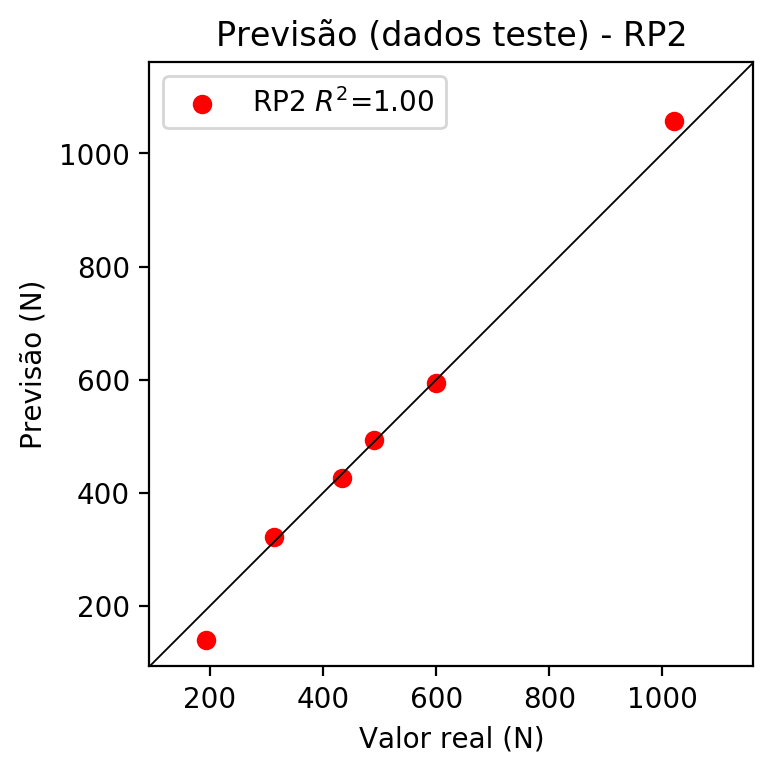 Previsão (dados teste) - RP2
RP2 R²=1.00
1000
800
600
400
200
Previsão (N)
200 400 600 800 1000
Valor real (N)